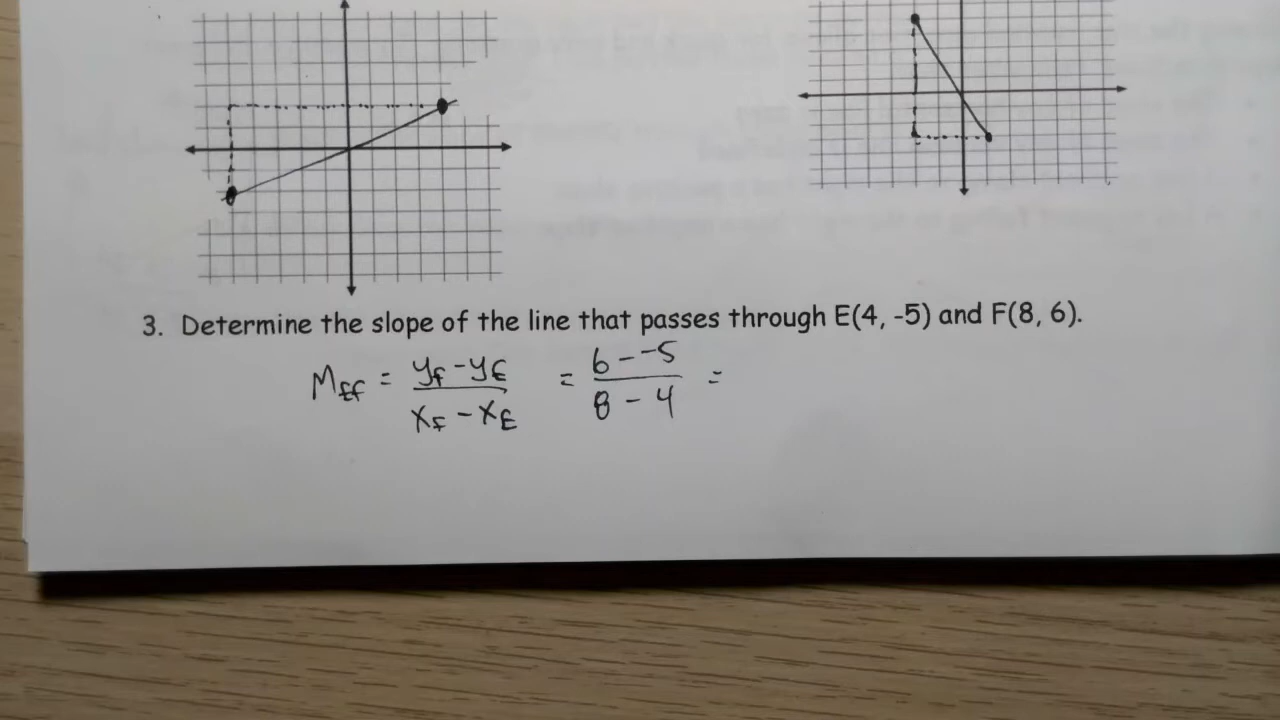 3. Determine the slope of the line that passes through E(4, -5) and F(8, 6).
M_EF = (y_F - y_E)/(x_F - x_E) = (6 - -5)/(8 - 4) =